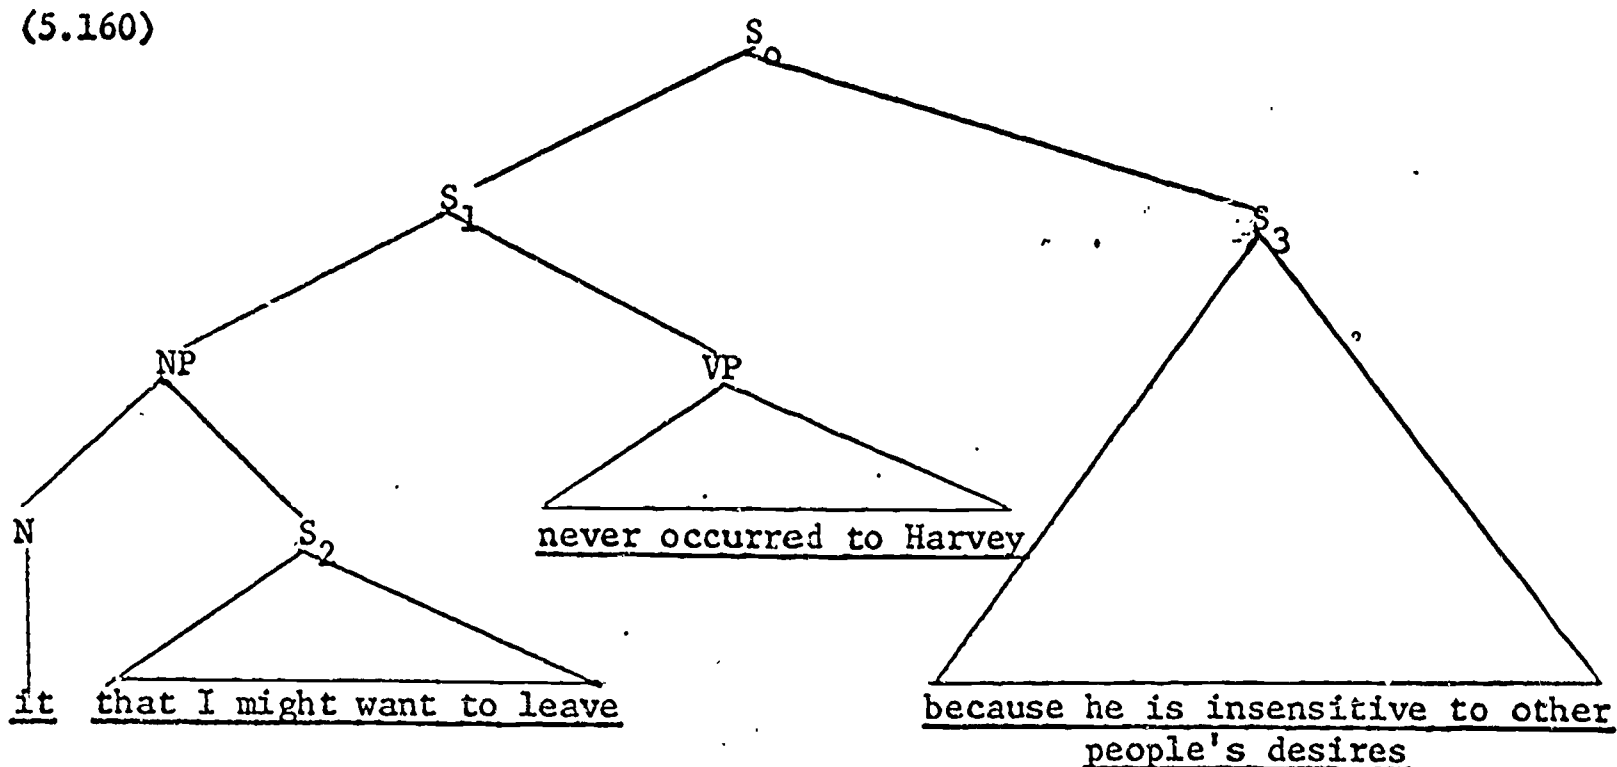 (5.160)
S0
S1
S3
NP
VP
N
S2
never occurred to Harvey
it that I might want to leave
because he is insensitive to other
people's desires